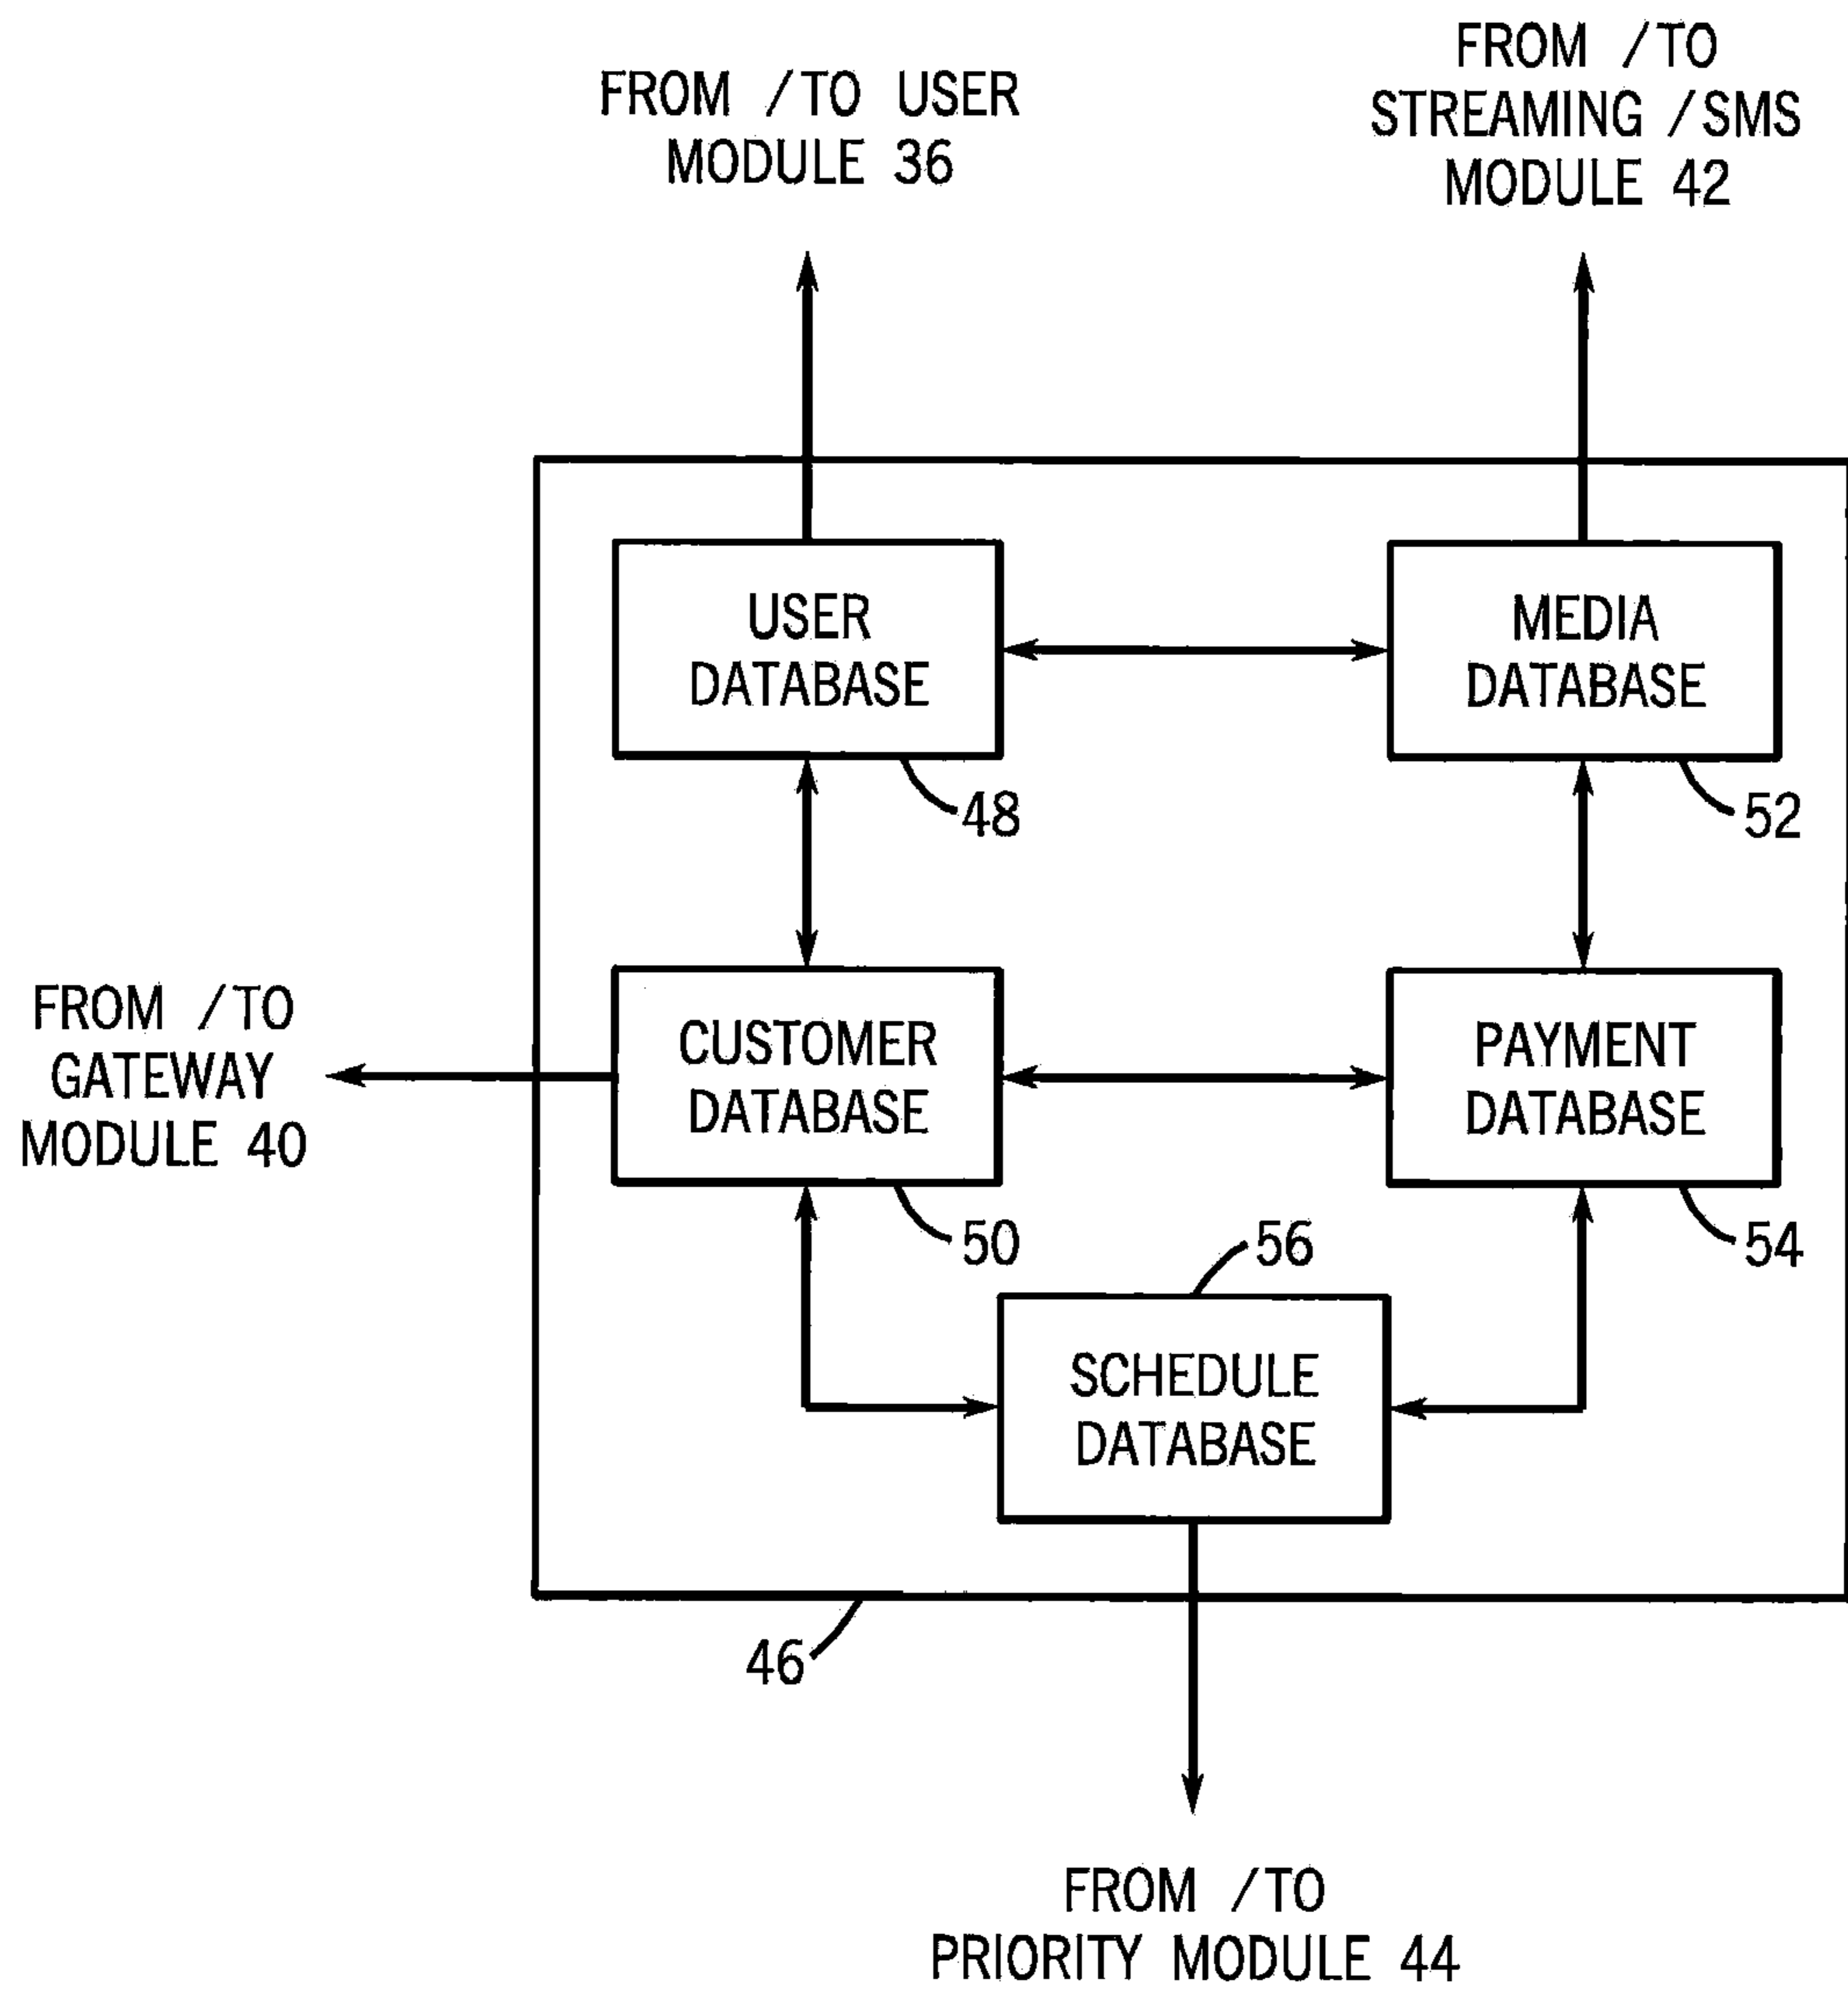 FROM /TO USER
MODULE 36
FROM /TO
STREAMING /SMS
MODULE 42
USER
DATABASE
MEDIA
DATABASE
48
52
FROM /TO
GATEWAY
MODULE 40
CUSTOMER
DATABASE
PAYMENT
DATABASE
50
56
54
SCHEDULE
DATABASE
46
FROM /TO
PRIORITY MODULE 44